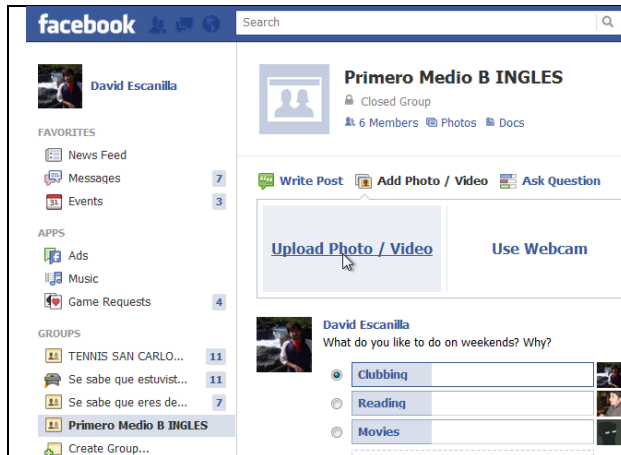 facebook
Search
David Escanilla
FAVORITES
News Feed
Messages 7
Events 3
APPS
Ads
Music
Game Requests 4
GROUPS
TENNIS SAN CARLO... 11
Se sabe que estuvist... 11
Se sabe que eres de... 7
Primero Medio B INGLES
Create Group...
Primero Medio B INGLES
Closed Group
6 Members Photos Docs
Write Post Add Photo / Video Ask Question
Upload Photo / Video Use Webcam
David Escanilla
What do you like to do on weekends? Why?
Clubbing
Reading
Movies